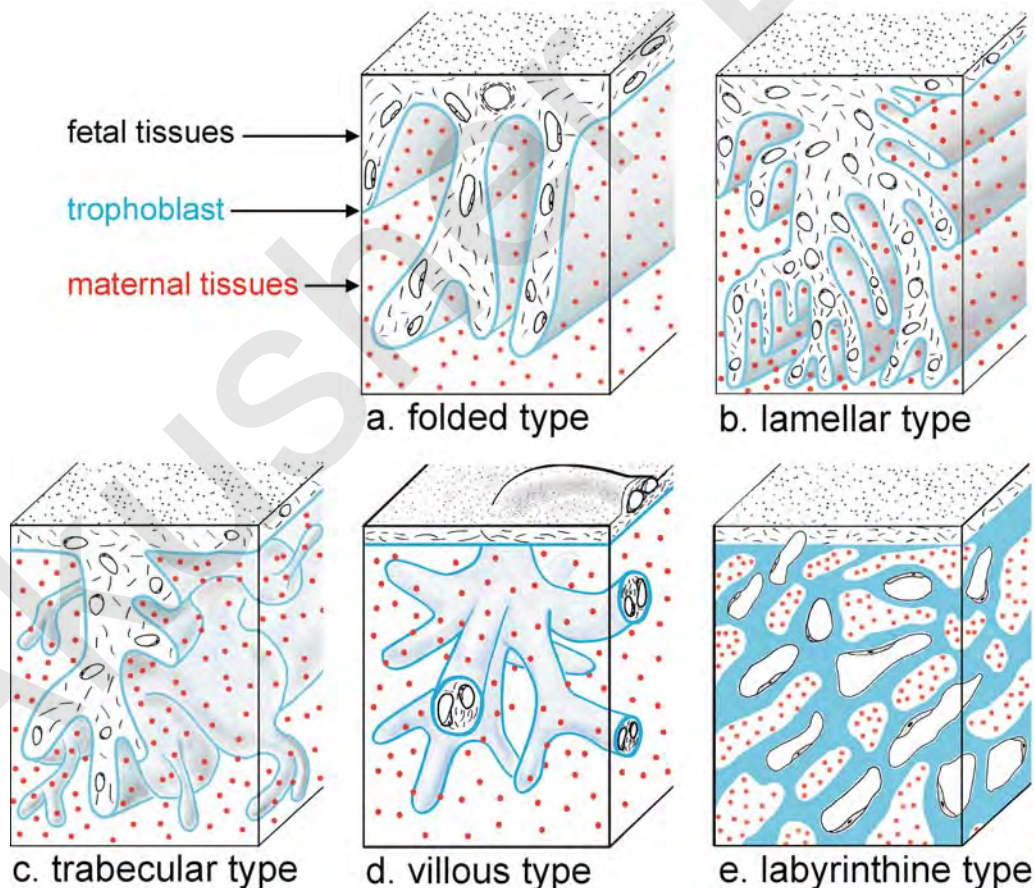 fetal tissues
trophoblast
maternal tissues
a. folded type
b. lamellar type
c. trabecular type
d. villous type
e. labyrinthine type